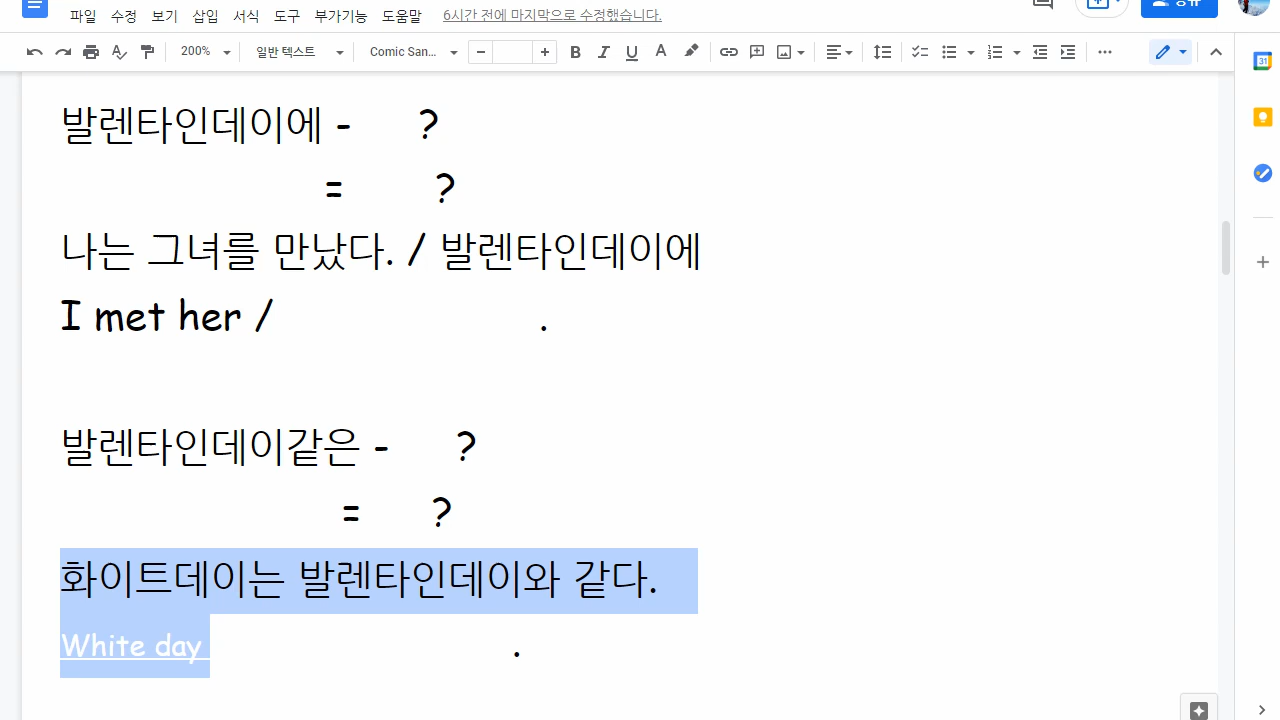 파일 수정 보기 삽입 서식 도구 부가기능 도움말 6시간 전에 마지막으로 수정했습니다.
200% 일반 텍스트 Comic San... − + B I U A
31
발렌타인데이에 - ?
= ?
나는 그녀를 만났다. / 발렌타인데이에
I met her / .
발렌타인데이같은 - ?
= ?
화이트데이는 발렌타인데이와 같다.
White day .